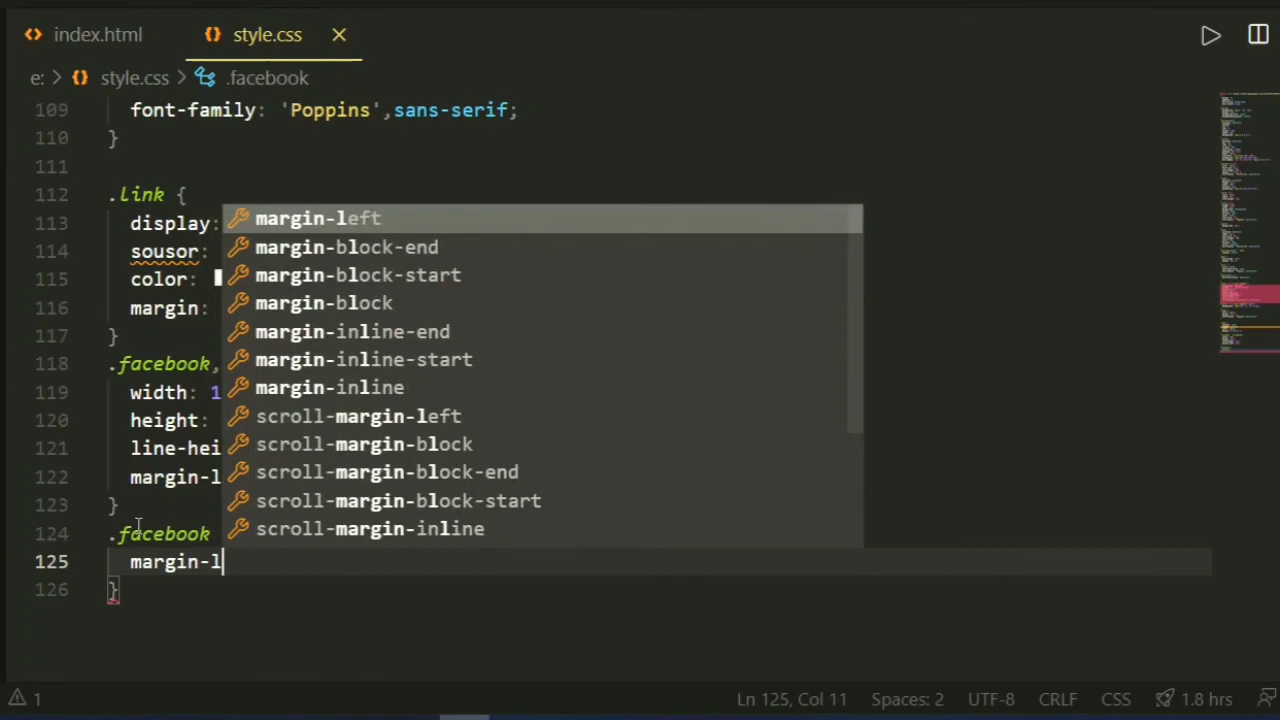 index.html style.css
e: style.css .facebook
109 font-family: 'Poppins',sans-serif;
110 }
111
112 .link {
113 display:
114 sousor:
115 color:
116 margin:
117 }
118 .facebook,
119 width: 1
120 height:
121 line-hei
122 margin-l
123 }
124 .facebook
125 margin-l
126 }
margin-left
margin-block-end
margin-block-start
margin-block
margin-inline-end
margin-inline-start
margin-inline
scroll-margin-left
scroll-margin-block
scroll-margin-block-end
scroll-margin-block-start
scroll-margin-inline
1 Ln 125, Col 11 Spaces: 2 UTF-8 CRLF CSS 1.8 hrs